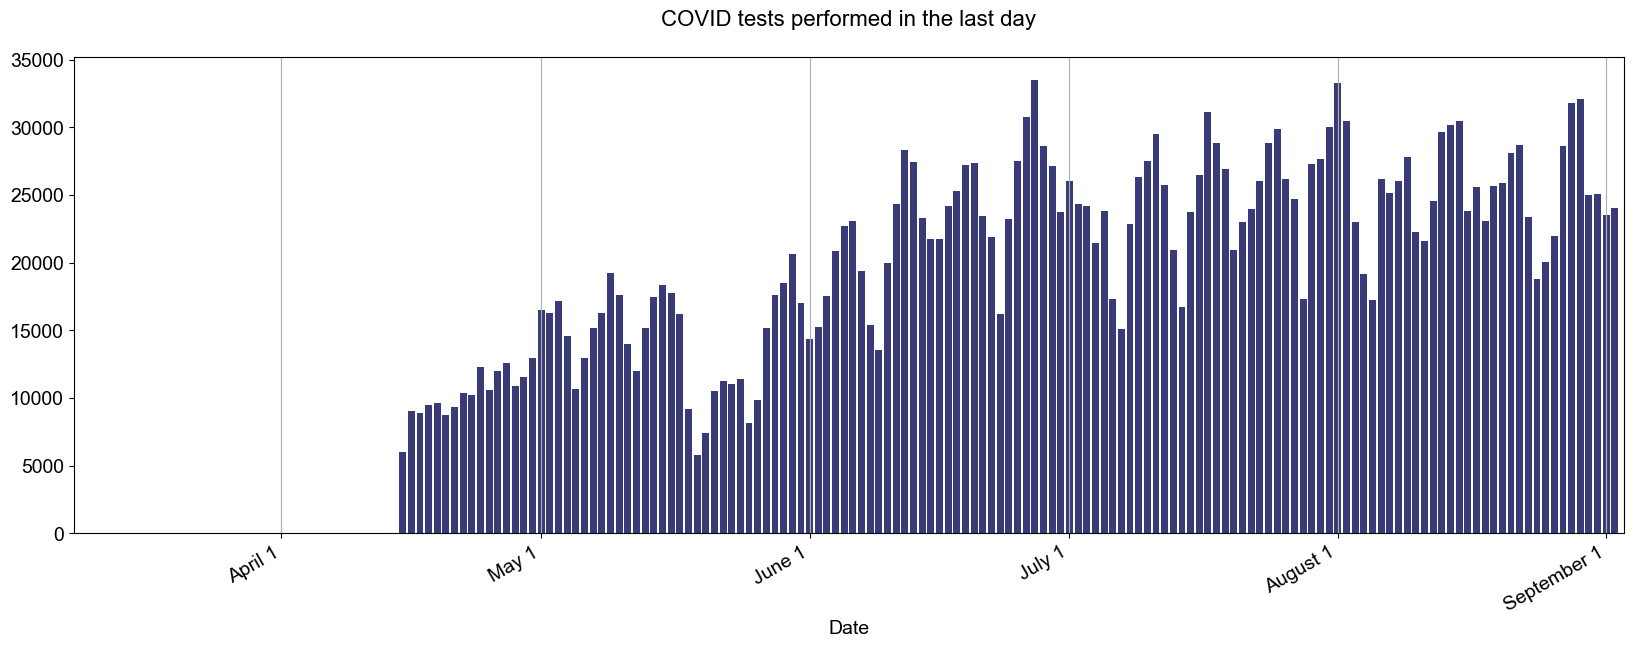 COVID tests performed in the last day
35000
30000
25000
20000
15000
10000
5000
0
April 1
May 1
June 1
July 1
August 1
September 1
Date